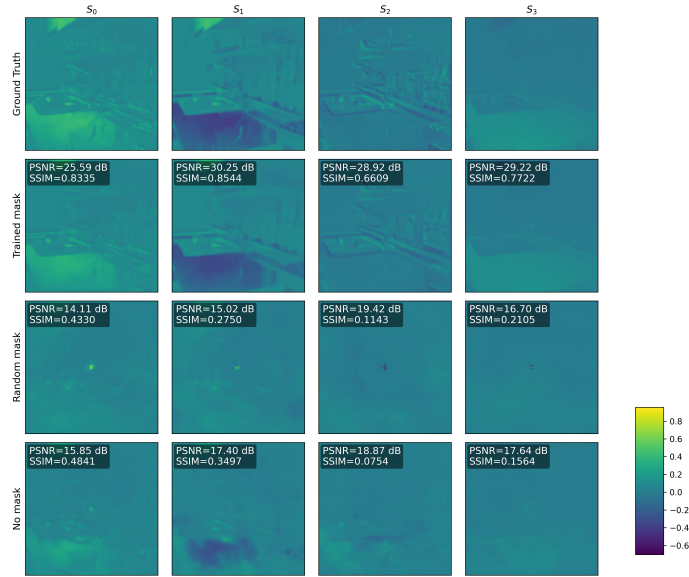 S₀ S₁ S₂ S₃
Ground Truth
Trained mask
PSNR=25.59 dB
SSIM=0.8335
PSNR=30.25 dB
SSIM=0.8544
PSNR=28.92 dB
SSIM=0.6609
PSNR=29.22 dB
SSIM=0.7722
Random mask
PSNR=14.11 dB
SSIM=0.4330
PSNR=15.02 dB
SSIM=0.2750
PSNR=19.42 dB
SSIM=0.1143
PSNR=16.70 dB
SSIM=0.2105
No mask
PSNR=15.85 dB
SSIM=0.4841
PSNR=17.40 dB
SSIM=0.3497
PSNR=18.87 dB
SSIM=0.0754
PSNR=17.64 dB
SSIM=0.1564
0.8
0.6
0.4
0.2
0.0
−0.2
−0.4
−0.6